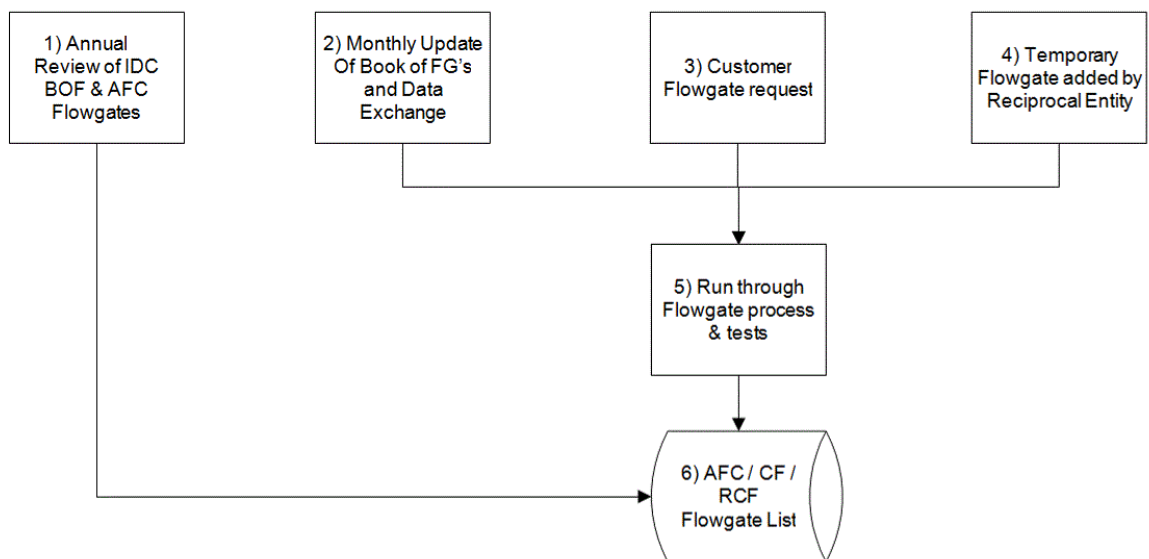 1) Annual
Review of IDC
BOF & AFC
Flowgates
2) Monthly Update
Of Book of FG's
and Data
Exchange
3) Customer
Flowgate request
4) Temporary
Flowgate added by
Reciprocal Entity
5) Run through
Flowgate process
& tests
6) AFC / CF /
RCF
Flowgate List